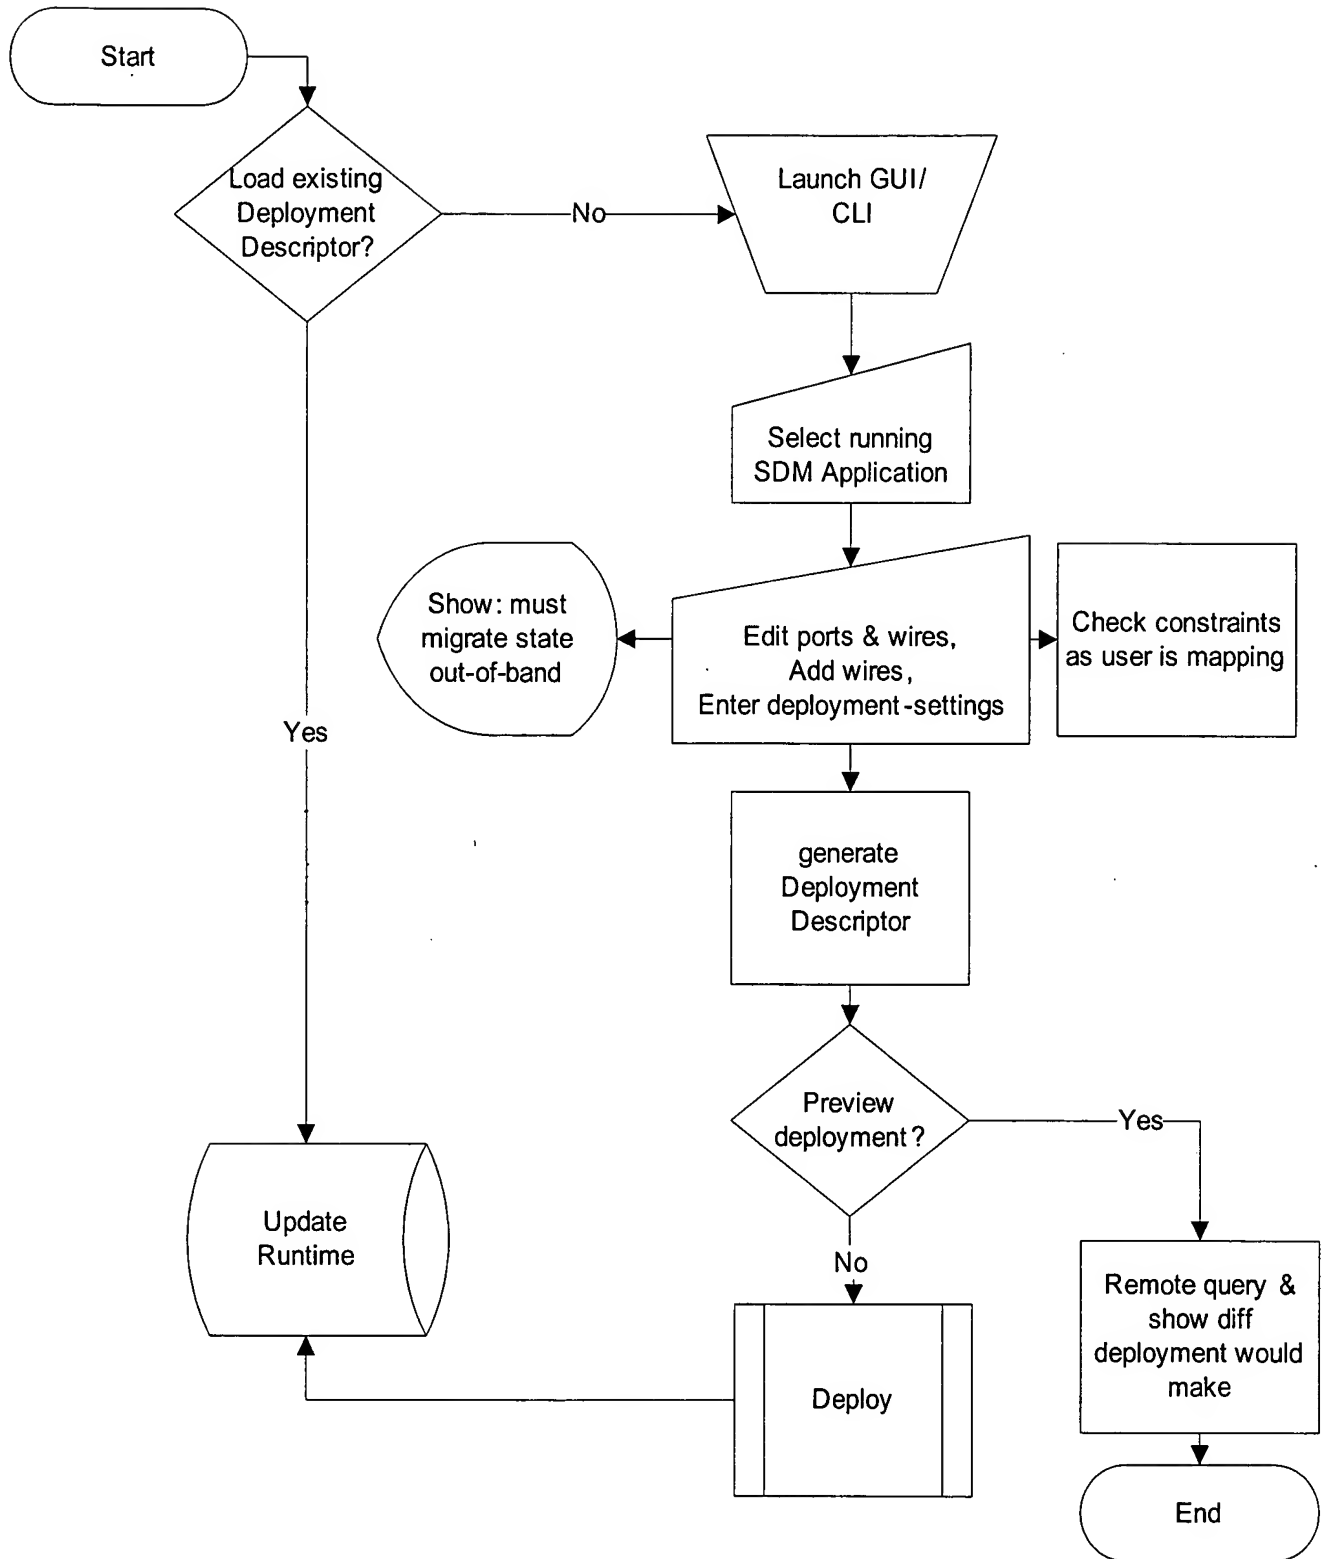 Start
Load existing
Deployment
Descriptor?
No
Launch GUI/
CLI
Select running
SDM Application
Show: must
migrate state
out-of-band
Edit ports & wires,
Add wires,
Enter deployment-settings
Check constraints
as user is mapping
Yes
generate
Deployment
Descriptor
Preview
deployment?
Yes
No
Update
Runtime
Deploy
Remote query &
show diff
deployment would
make
End